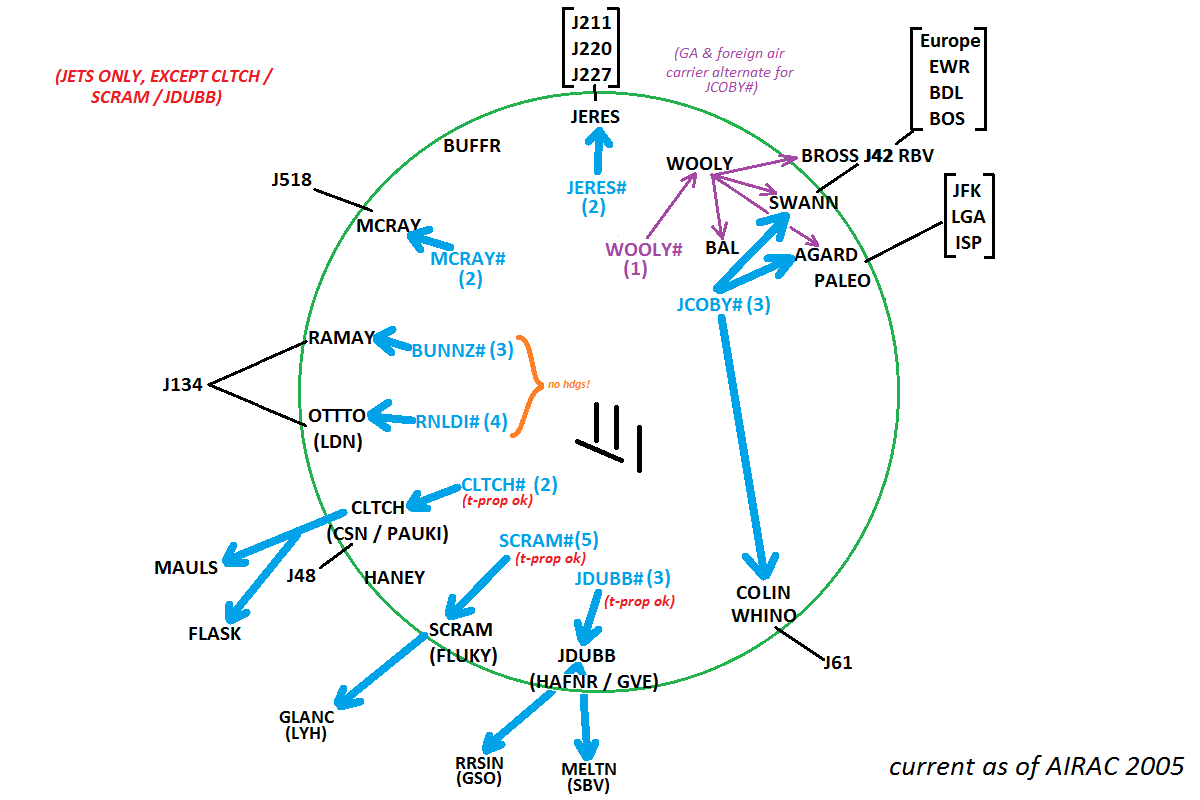 J211
J220
J227
(JETS ONLY, EXCEPT CLTCH /
SCRAM / JDUBB)
(GA & foreign air
carrier alternate for
JCOBY#)
Europe
EWR
BDL
BOS
JERES
BUFFR
WOOLY
BROSS J42 RBV
J518
JERES#
(2)
SWANN
JFK
LGA
ISP
MCRAY
MCRAY#
(2)
WOOLY#
(1)
BAL
AGARD
PALEO
JCOBY# (3)
RAMAY
BUNNZ# (3)
J134
no hdgs!
OTTTO
(LDN)
RNLDI# (4)
CLTCH# (2)
(t-prop ok)
CLTCH
(CSN / PAUKI)
SCRAM# (5)
(t-prop ok)
MAULS
J48
HANEY
JDUBB# (3)
(t-prop ok)
COLIN
WHINO
FLASK
SCRAM
(FLUKY)
JDUBB
(HAFNR / GVE)
J61
GLANC
(LYH)
RRSIN
(GSO)
MELTN
(SBV)
current as of AIRAC 2005